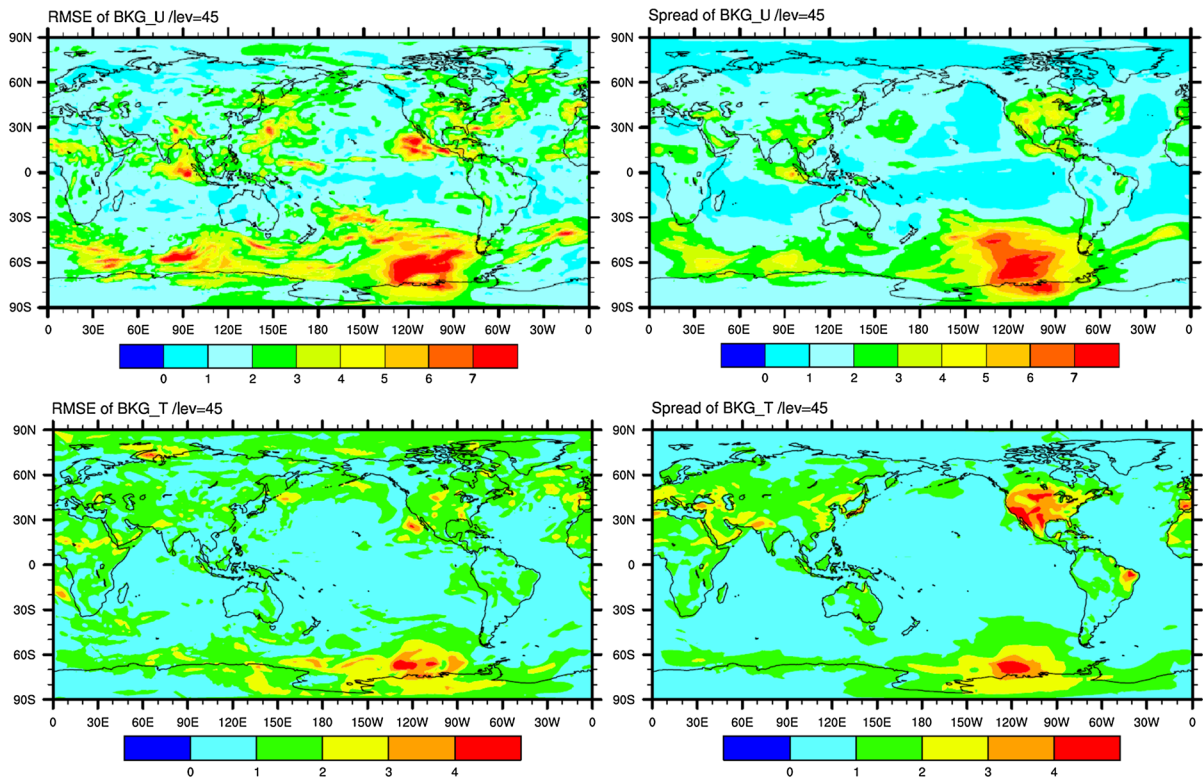 RMSE of BKG_U /lev=45
90N
60N
30N
0
30S
60S
90S
0 30E 60E 90E 120E 150E 180 150W 120W 90W 60W 30W 0
0 1 2 3 4 5 6 7
Spread of BKG_U /lev=45
90N
60N
30N
0
30S
60S
90S
0 30E 60E 90E 120E 150E 180 150W 120W 90W 60W 30W 0
0 1 2 3 4 5 6 7
RMSE of BKG_T /lev=45
90N
60N
30N
0
30S
60S
90S
0 30E 60E 90E 120E 150E 180 150W 120W 90W 60W 30W 0
0 1 2 3 4
Spread of BKG_T /lev=45
90N
60N
30N
0
30S
60S
90S
0 30E 60E 90E 120E 150E 180 150W 120W 90W 60W 30W 0
0 1 2 3 4